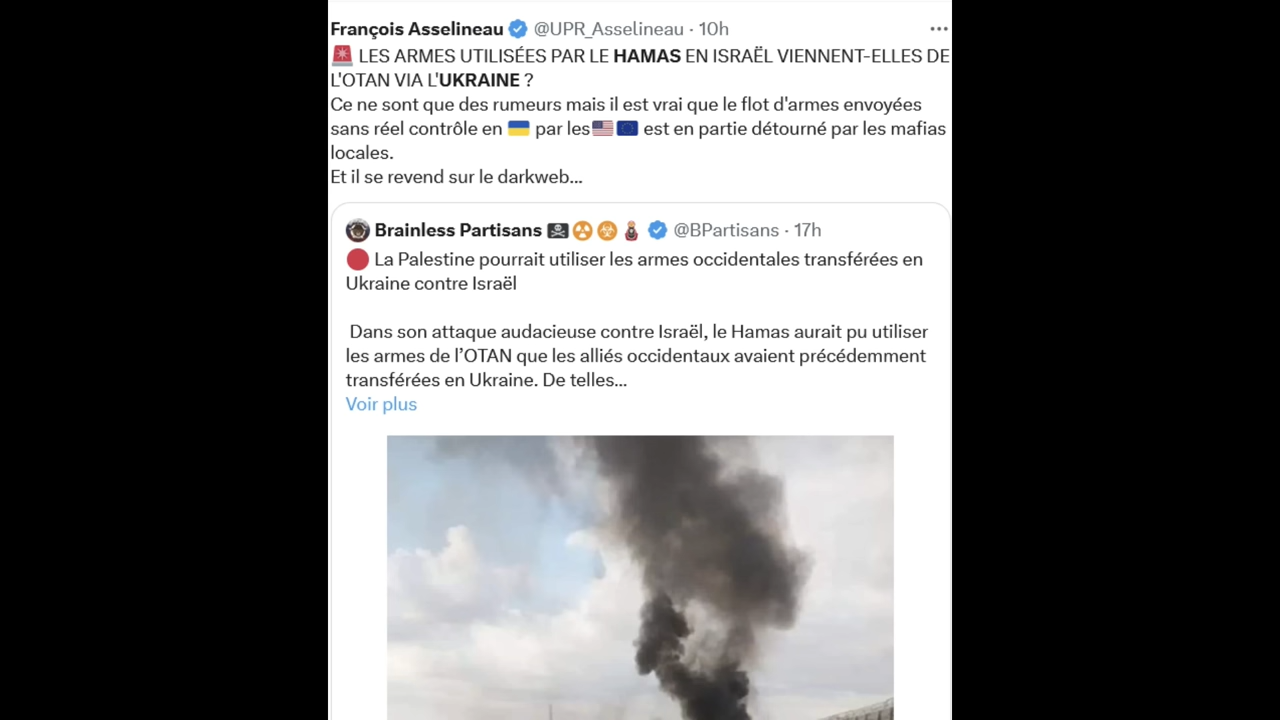 François Asselineau @UPR_Asselineau · 10h
🚨 LES ARMES UTILISÉES PAR LE HAMAS EN ISRAËL VIENNENT-ELLES DE
L'OTAN VIA L'UKRAINE ?
Ce ne sont que des rumeurs mais il est vrai que le flot d'armes envoyées
sans réel contrôle en 🇺🇦 par les🇺🇸🇪🇺 est en partie détourné par les mafias
locales.
Et il se revend sur le darkweb...
Brainless Partisans 🏴‍☠️☢️☣️🪆 @BPartisans · 17h
🔴 La Palestine pourrait utiliser les armes occidentales transférées en
Ukraine contre Israël
Dans son attaque audacieuse contre Israël, le Hamas aurait pu utiliser
les armes de l’OTAN que les alliés occidentaux avaient précédemment
transférées en Ukraine. De telles...
Voir plus